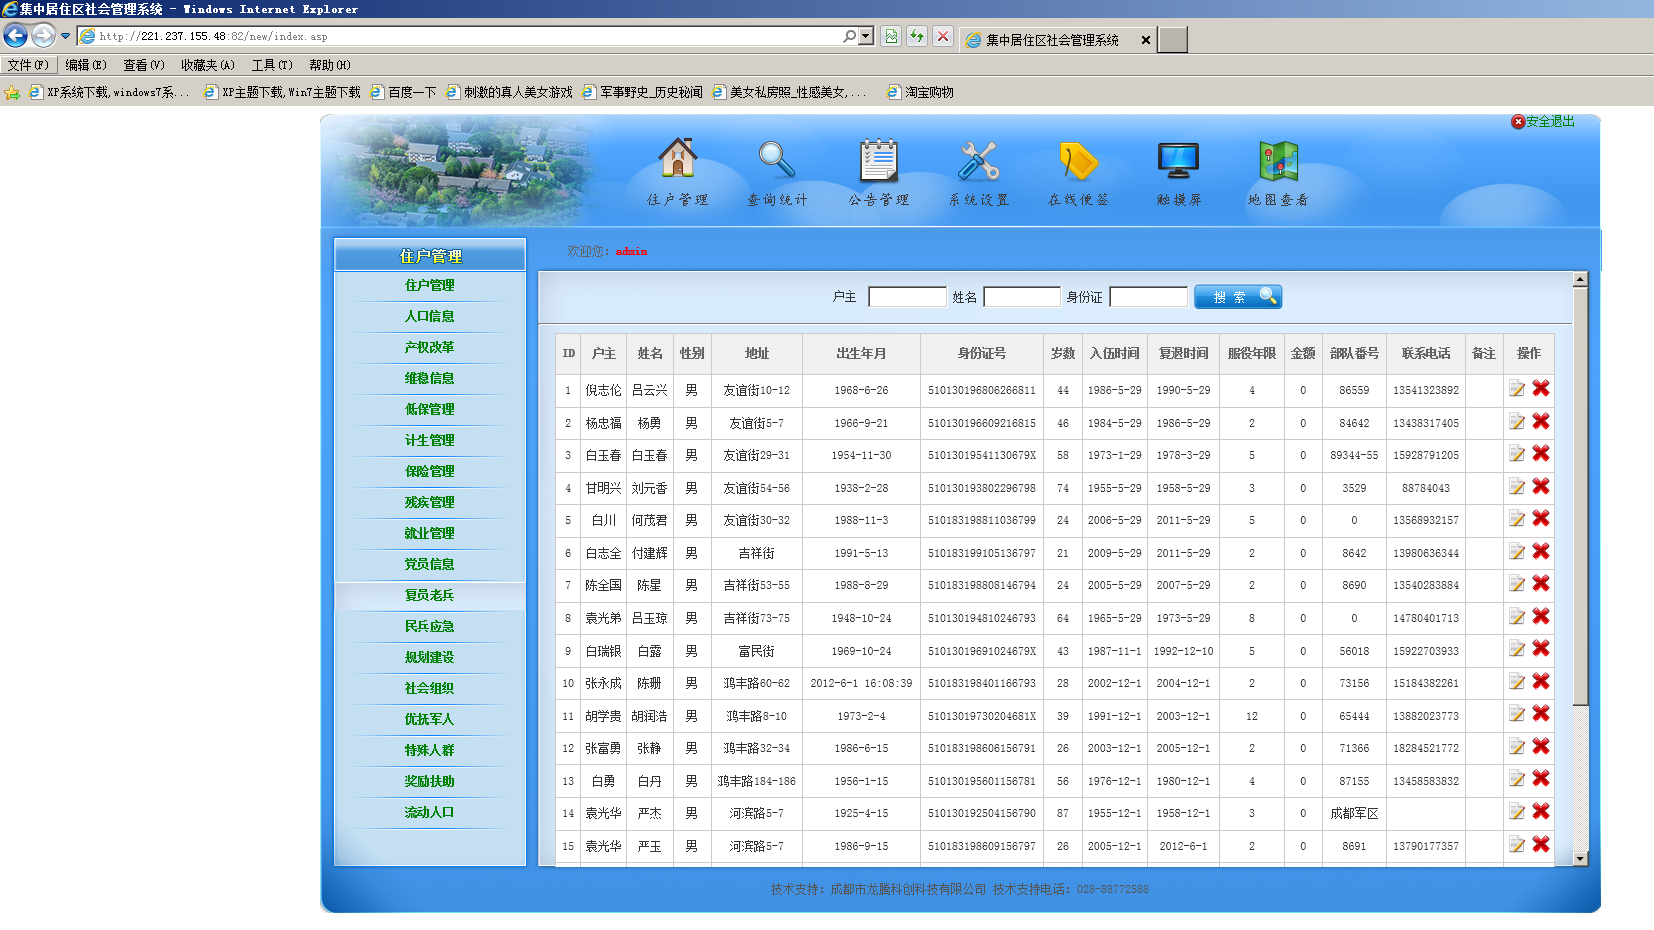 集中居住区社会管理系统 - Windows Internet Explorer
http://221.237.155.48:82/new/index.asp
集中居住区社会管理系统
文件(F) 编辑(E) 查看(V) 收藏夹(A) 工具(T) 帮助(H)
XP系统下载,windows7系... XP主题下载,Win7主题下载 百度一下 刺激的真人美女游戏 军事野史_历史秘闻 美女私房照_性感美女,... 淘宝购物
安全退出
住户管理 查询统计 公告管理 系统设置 在线便签 触摸屏 地图查看
欢迎您: admin
住户管理
住户管理
人口信息
产权改革
维稳信息
低保管理
计生管理
保险管理
残疾管理
就业管理
党员信息
复员老兵
民兵应急
规划建设
社会组织
优抚军人
特殊人群
奖励扶助
流动人口
户主 姓名 身份证 搜 索
ID 户主 姓名 性别 地址 出生年月 身份证号 岁数 入伍时间 复退时间 服役年限 金额 部队番号 联系电话 备注 操作
1 倪志伦 吕云兴 男 友谊街10-12 1968-6-26 510130196806266811 44 1986-5-29 1990-5-29 4 0 86559 13541323892
2 杨忠福 杨勇 男 友谊街5-7 1966-9-21 510130196609216815 46 1984-5-29 1986-5-29 2 0 84642 13438317405
3 白玉春 白玉春 男 友谊街29-31 1954-11-30 51013019541130679X 58 1973-1-29 1978-3-29 5 0 89344-55 15928791205
4 甘明兴 刘元香 男 友谊街54-56 1938-2-28 510130193802296798 74 1955-5-29 1958-5-29 3 0 3529 88784043
5 白川 何茂君 男 友谊街30-32 1988-11-3 510183198811036799 24 2006-5-29 2011-5-29 5 0 0 13568932157
6 白志全 付建辉 男 吉祥街 1991-5-13 510183199105136797 21 2009-5-29 2011-5-29 2 0 8642 13980636344
7 陈全国 陈星 男 吉祥街53-55 1988-8-29 510183198808146794 24 2005-5-29 2007-5-29 2 0 8690 13540283884
8 袁光弟 吕玉琼 男 吉祥街73-75 1948-10-24 510130194810246793 64 1965-5-29 1973-5-29 8 0 0 14780401713
9 白瑞银 白露 男 富民街 1969-10-24 51013019691024679X 43 1987-11-1 1992-12-10 5 0 56018 15922703933
10 张永成 陈珊 男 鸿丰路60-62 2012-6-1 16:08:39 510183198401166793 28 2002-12-1 2004-12-1 2 0 73156 15184382261
11 胡学贵 胡润浩 男 鸿丰路8-10 1973-2-4 51013019730204681X 39 1991-12-1 2003-12-1 12 0 65444 13882023773
12 张富勇 张静 男 鸿丰路32-34 1986-6-15 510183198606156791 26 2003-12-1 2005-12-1 2 0 71366 18284521772
13 白勇 白丹 男 鸿丰路184-186 1956-1-15 510130195601156781 56 1976-12-1 1980-12-1 4 0 87155 13458583832
14 袁光华 严杰 男 河滨路5-7 1925-4-15 510130192504156790 87 1955-12-1 1958-12-1 3 0 成都军区
15 袁光华 严玉 男 河滨路5-7 1986-9-15 510183198609156797 26 2005-12-1 2012-6-1 2 0 8691 13790177357
技术支持: 成都市龙腾科创科技有限公司 技术支持电话: 028-88772588